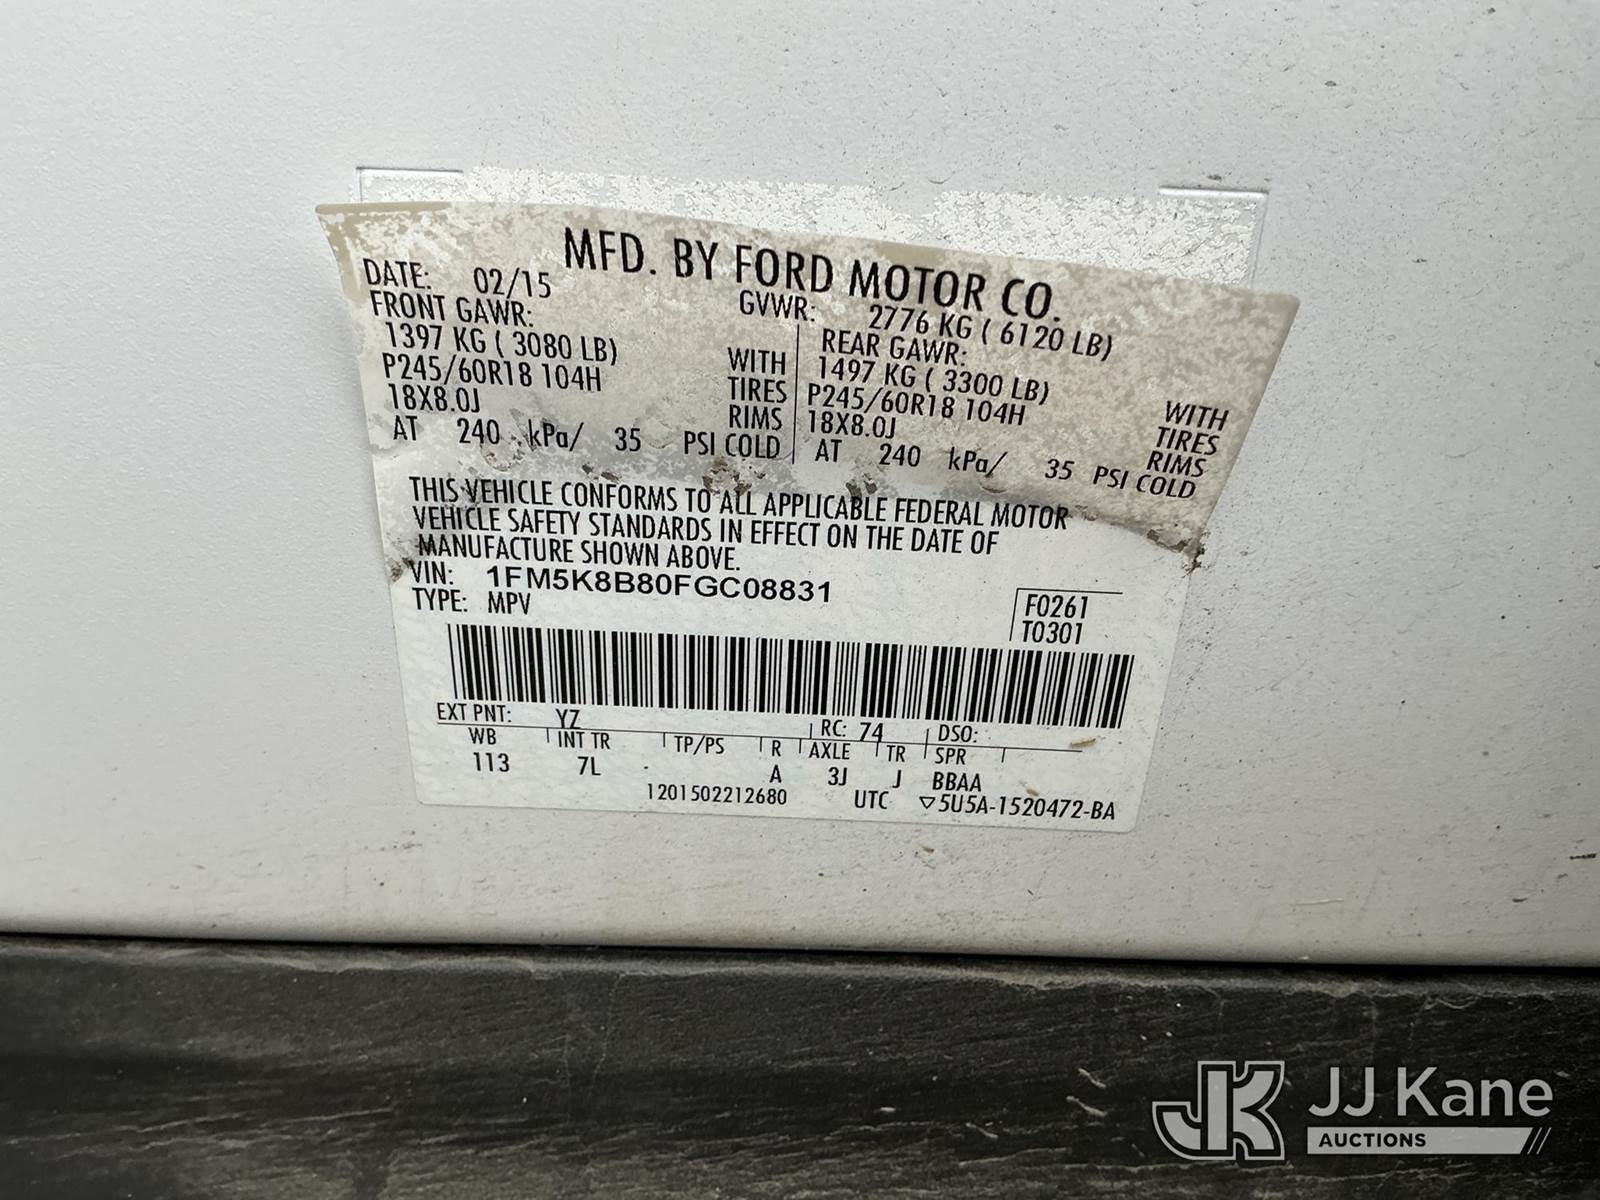 MFD. BY FORD MOTOR CO.
DATE: 02/15 GVWR: 2776 KG ( 6120 LB)
FRONT GAWR: REAR GAWR:
1397 KG ( 3080 LB) WITH 1497 KG ( 3300 LB) WITH
P245/60R18 104H TIRES P245/60R18 104H TIRES
18X8.0J RIMS 18X8.0J RIMS
AT 240 kPa/ 35 PSI COLD AT 240 kPa/ 35 PSI COLD
THIS VEHICLE CONFORMS TO ALL APPLICABLE FEDERAL MOTOR
VEHICLE SAFETY STANDARDS IN EFFECT ON THE DATE OF
MANUFACTURE SHOWN ABOVE.
VIN: 1FM5K8B80FGC08831
TYPE: MPV
F0261
T0301
EXT PNT: YZ RC: 74 DSO:
WB INT TR TP/PS R AXLE TR SPR
113 7L A 3J J BBAA
1201502212680 UTC ▽5U5A-1520472-BA
JK JJ Kane
AUCTIONS